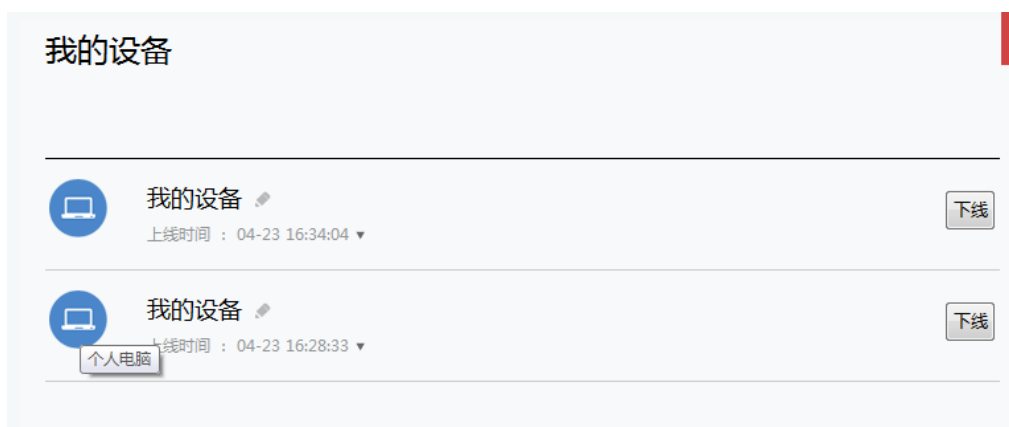 我的设备
我的设备
下线
上线时间 : 04-23 16:34:04 ▼
我的设备
下线
上线时间 : 04-23 16:28:33 ▼
个人电脑